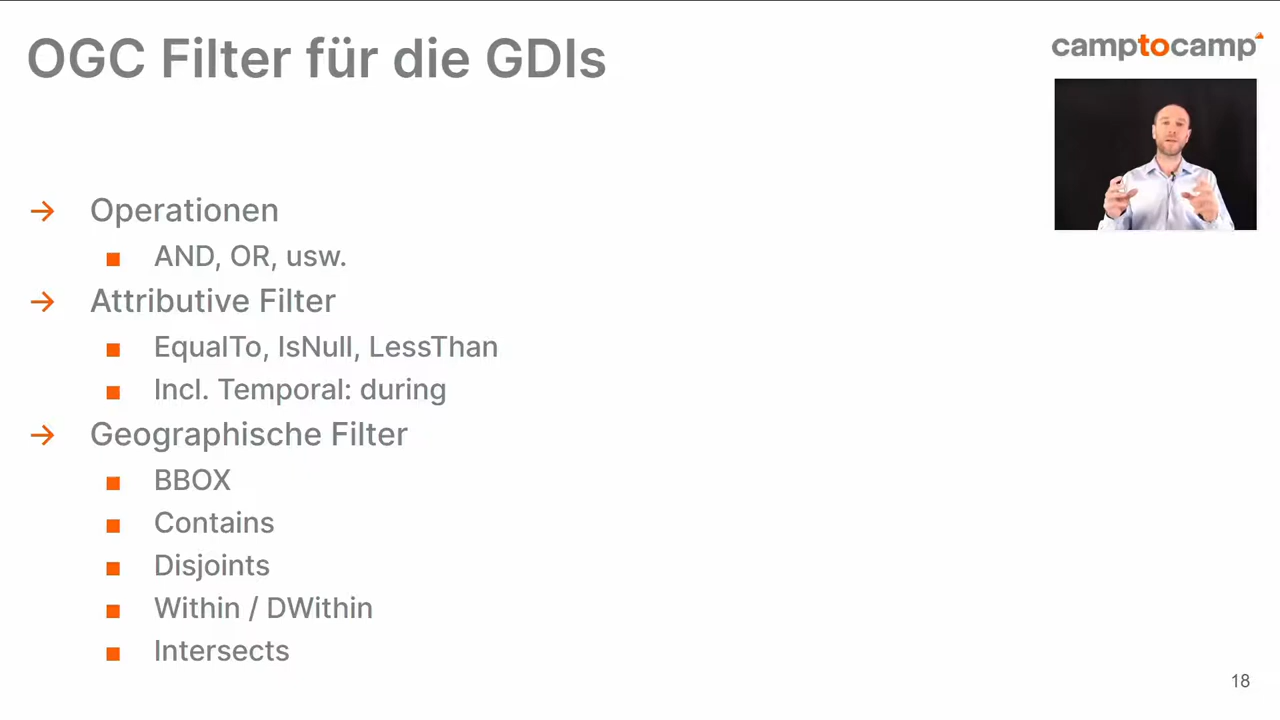 OGC Filter für die GDIs
camptocamp
→ Operationen
■ AND, OR, usw.
→ Attributive Filter
■ EqualTo, IsNull, LessThan
■ Incl. Temporal: during
→ Geographische Filter
■ BBOX
■ Contains
■ Disjoints
■ Within / DWithin
■ Intersects
18